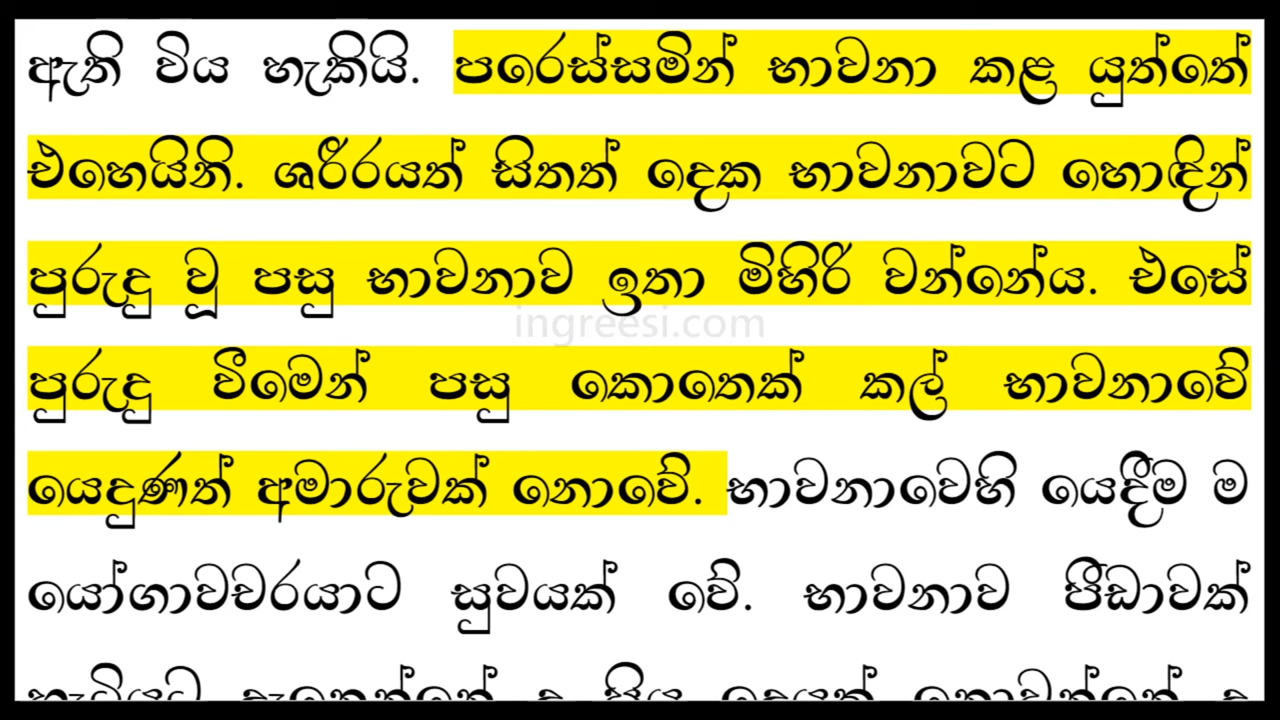 ඇති විය හැකියි. පරෙස්සමින් භාවනා කළ යුත්තේ
එහෙයිනි. ශරීරයත් සිතත් දෙක භාවනාවට හොඳින්
පුරුදු වූ පසු භාවනාව ඉතා මිහිරි වන්නේය. එසේ
ingreesi.com
පුරුදු වීමෙන් පසු කොතෙක් කල් භාවනාවේ
යෙදුණත් අමාරුවක් නොවේ. භාවනාවෙහි යෙදීම ම
යෝගාවචරයාට සුවයක් වේ. භාවනාව පීඩාවක්